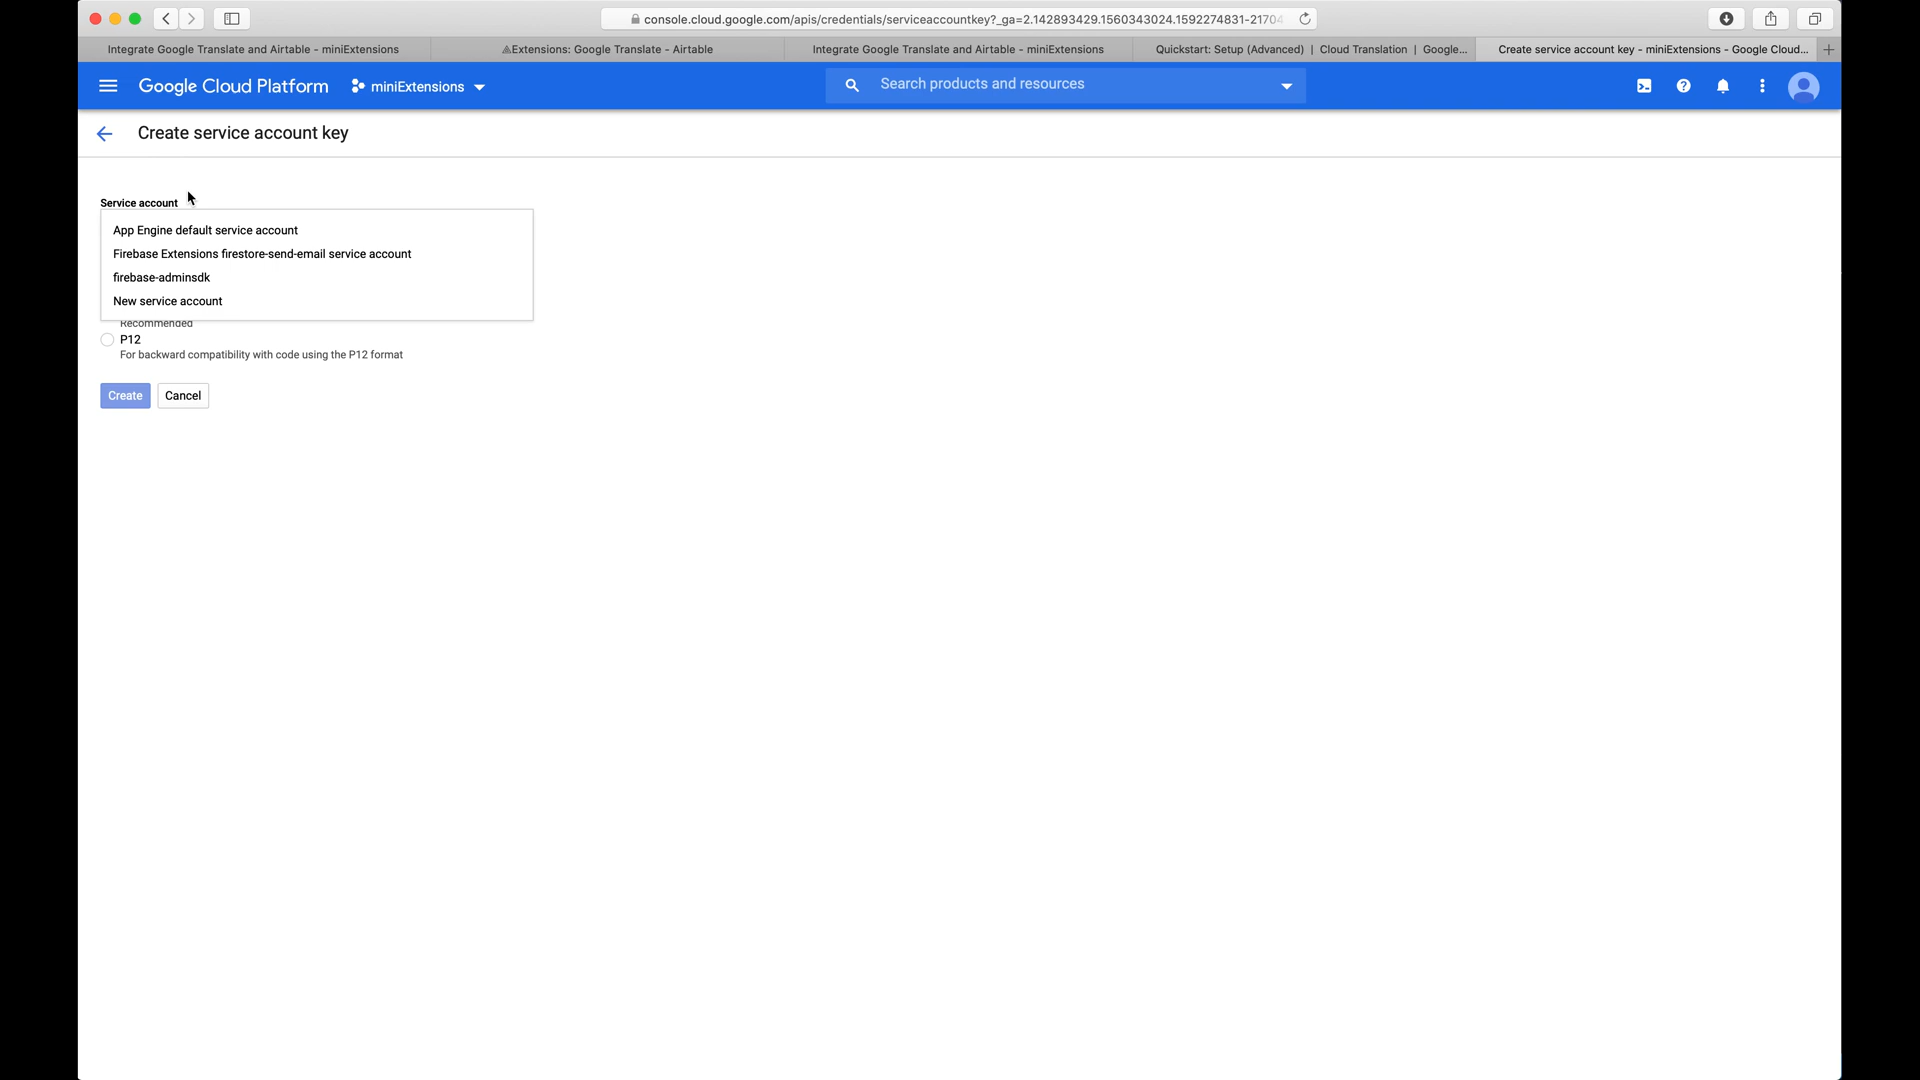 console.cloud.google.com/apis/credentials/serviceaccountkey?_ga=2.142893429.1560343024.1592274831-21704
Integrate Google Translate and Airtable - miniExtensions
Extensions: Google Translate - Airtable
Integrate Google Translate and Airtable - miniExtensions
Quickstart: Setup (Advanced) | Cloud Translation | Google...
Create service account key - miniExtensions - Google Cloud...
Google Cloud Platform
miniExtensions
Search products and resources
Create service account key
Service account
App Engine default service account
Firebase Extensions firestore-send-email service account
firebase-adminsdk
New service account
Recommended
P12
For backward compatibility with code using the P12 format
Create
Cancel